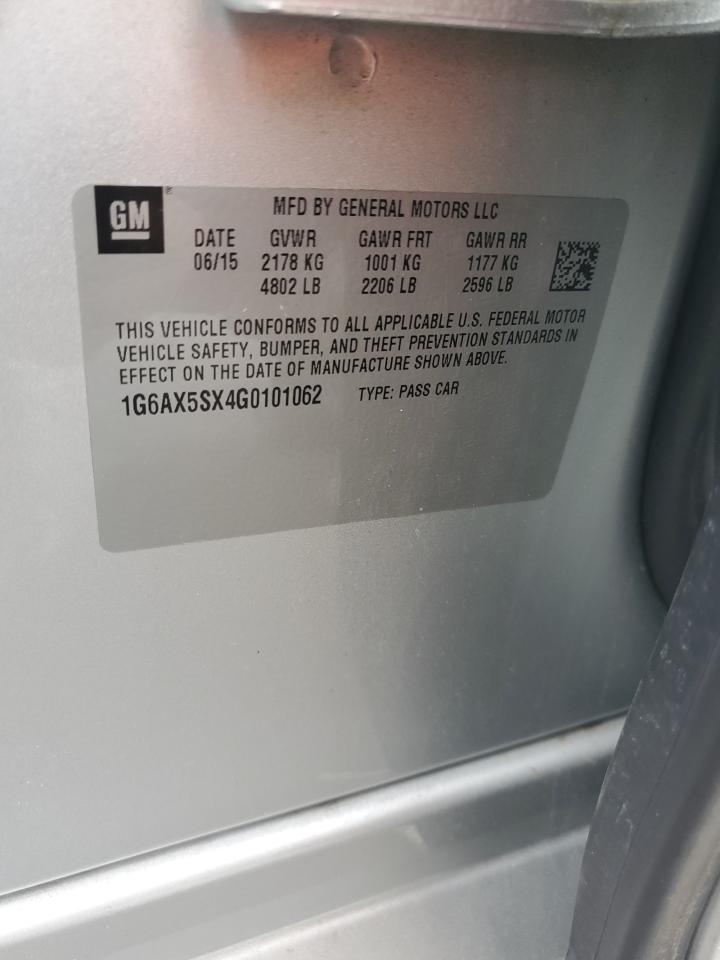 GM®
MFD BY GENERAL MOTORS LLC
DATE GVWR GAWR FRT GAWR RR
06/15 2178 KG 1001 KG 1177 KG
4802 LB 2206 LB 2596 LB
THIS VEHICLE CONFORMS TO ALL APPLICABLE U.S. FEDERAL MOTOR
VEHICLE SAFETY, BUMPER, AND THEFT PREVENTION STANDARDS IN
EFFECT ON THE DATE OF MANUFACTURE SHOWN ABOVE.
1G6AX5SX4G0101062 TYPE: PASS CAR